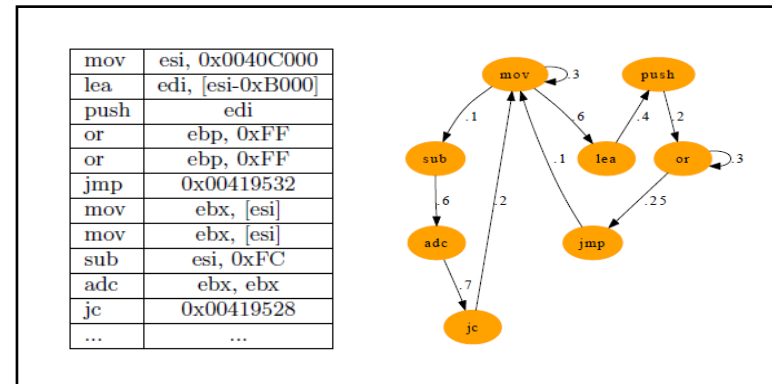 mov esi, 0x0040C000
lea edi, [esi-0xB000]
push edi
or ebp, 0xFF
or ebp, 0xFF
jmp 0x00419532
mov ebx, [esi]
mov ebx, [esi]
sub esi, 0xFC
adc ebx, ebx
jc 0x00419528
... ...
mov .3 push
.1 .6 .4 .2
sub lea or .3
.1
.6 .2 .25
adc jmp
.7
jc